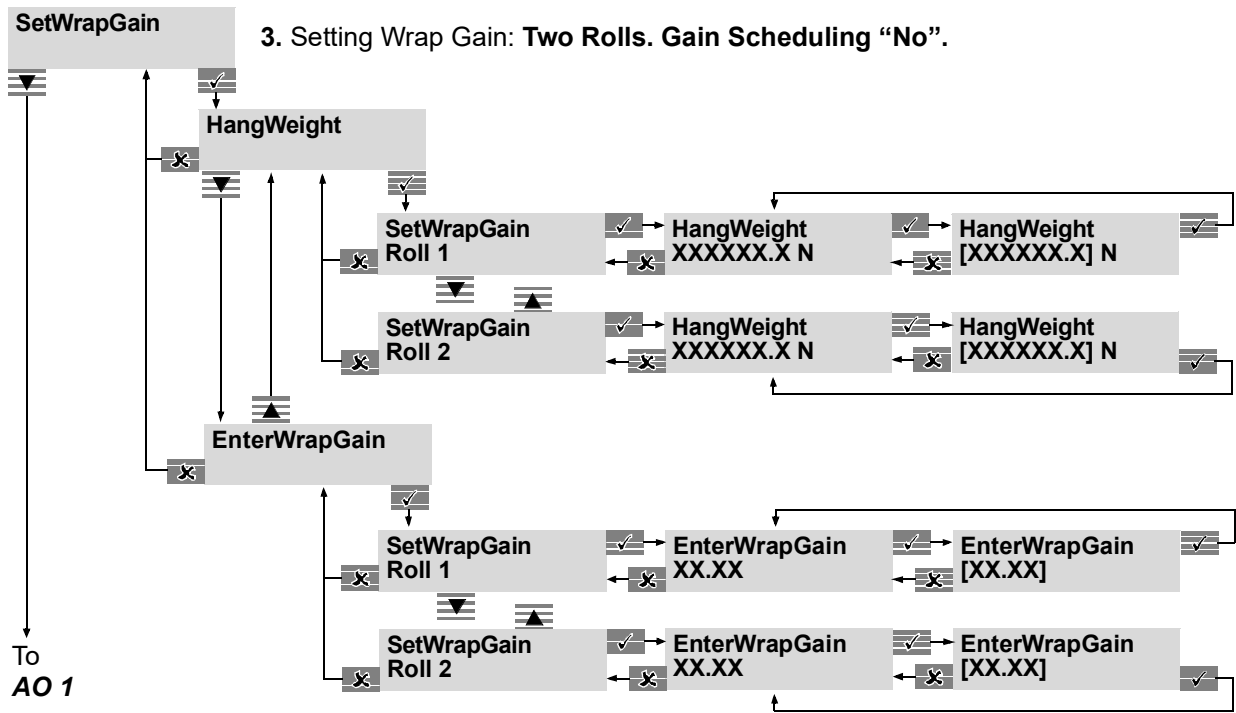 SetWrapGain
3. Setting Wrap Gain: Two Rolls. Gain Scheduling “No”.
HangWeight
SetWrapGain
Roll 1
HangWeight
XXXXXX.X N
HangWeight
[XXXXXX.X] N
SetWrapGain
Roll 2
HangWeight
XXXXXX.X N
HangWeight
[XXXXXX.X] N
EnterWrapGain
SetWrapGain
Roll 1
EnterWrapGain
XX.XX
EnterWrapGain
[XX.XX]
SetWrapGain
Roll 2
EnterWrapGain
XX.XX
EnterWrapGain
[XX.XX]
To
AO 1